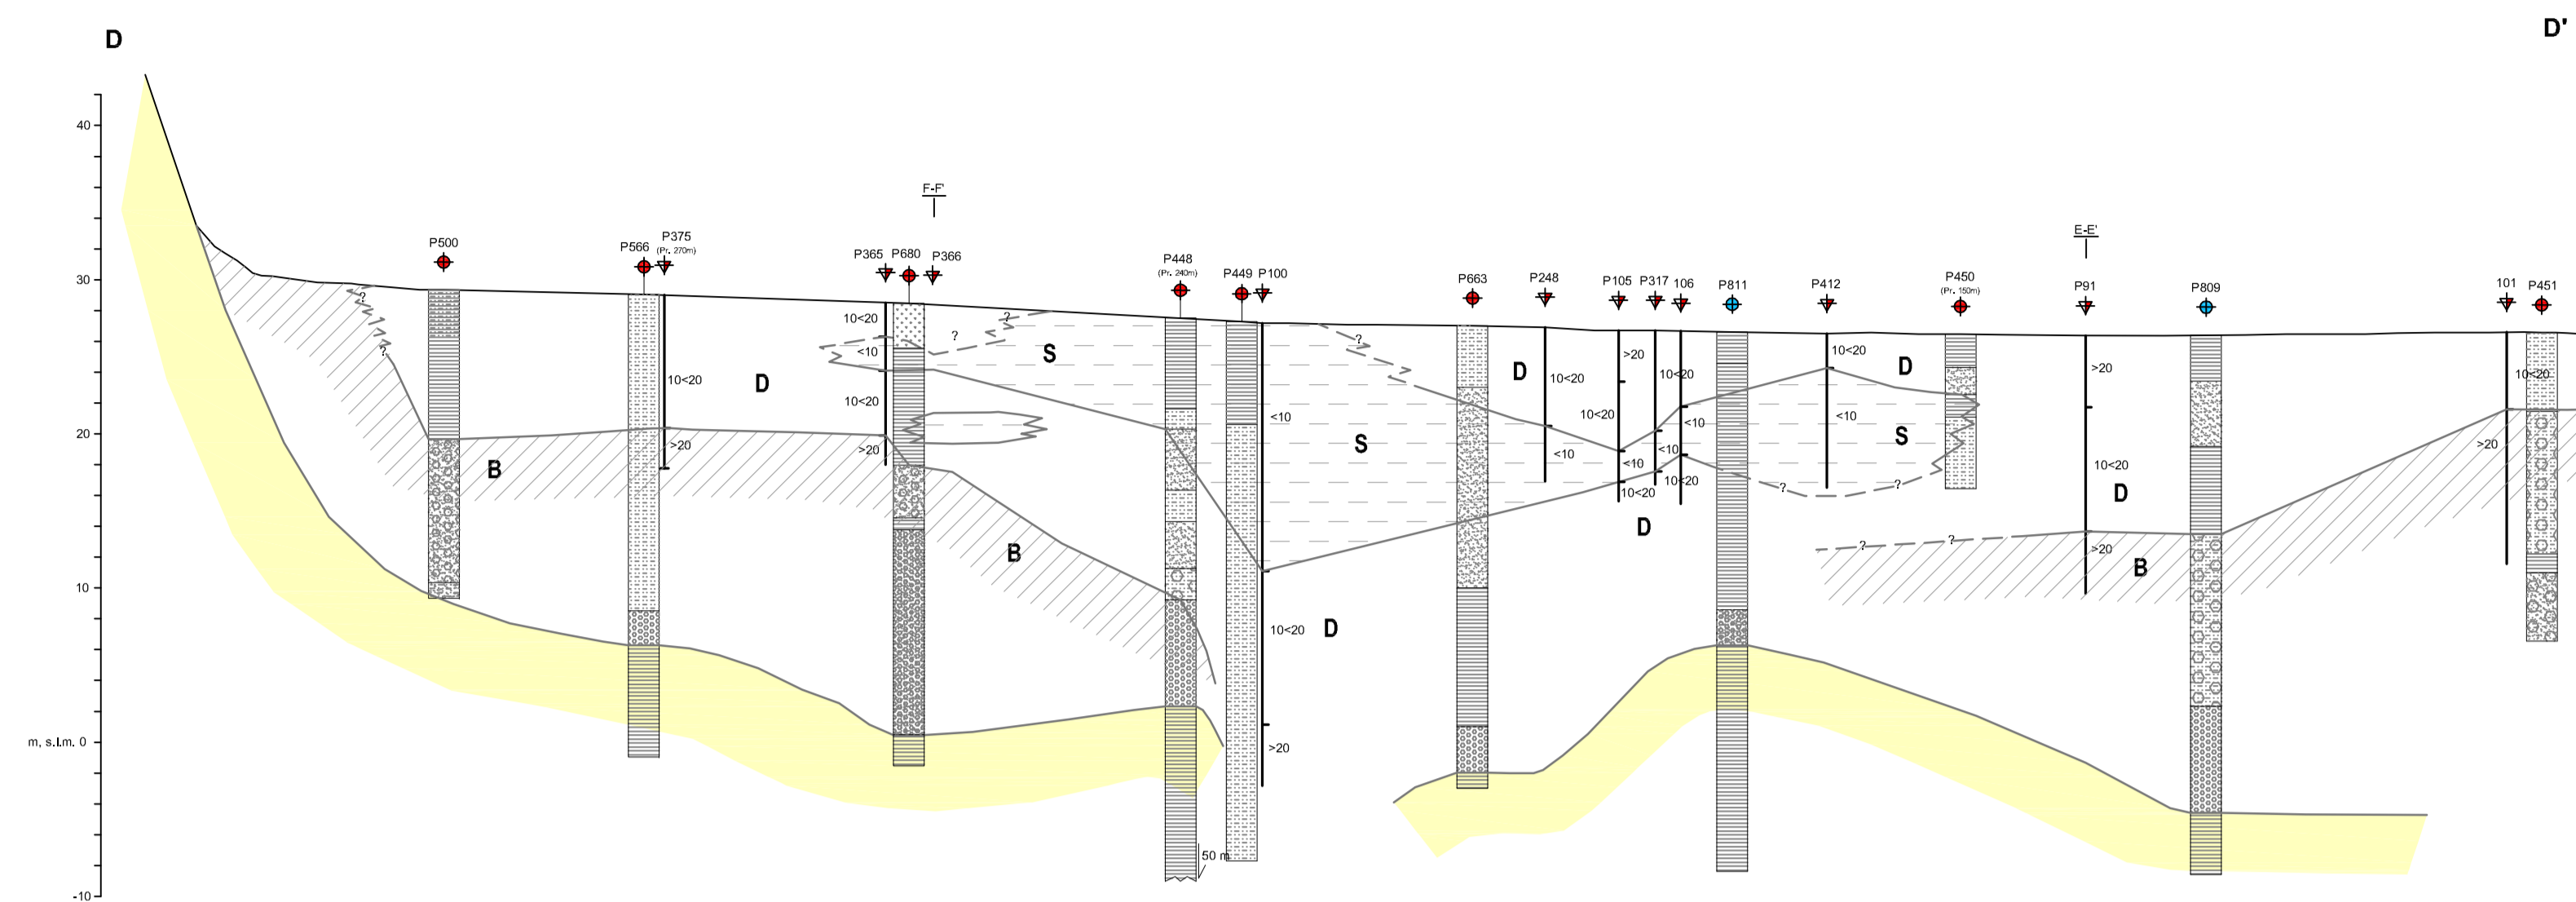 D
D'
40
30
20
10
m, s.l.m. 0
-10
F-F'
E-E'
P500
P566
P375
(Pr. 270m)
P365
P680
P366
P448
(Pr. 240m)
P449
P100
P663
P248
P105
P317
106
P811
P412
P450
(Pr. 150m)
P91
P809
101
P451
?
?
10<20
>20
D
B
10<20
<10
10<20
>20
?
?
S
B
50 m
<10
10<20
>20
D
S
?
D
10<20
<10
>20
10<20
<10
10<20
10<20
<10
<10
10<20
D
10<20
<10
D
S
?
?
?
?
>20
10<20
>20
D
B
10<20
>20